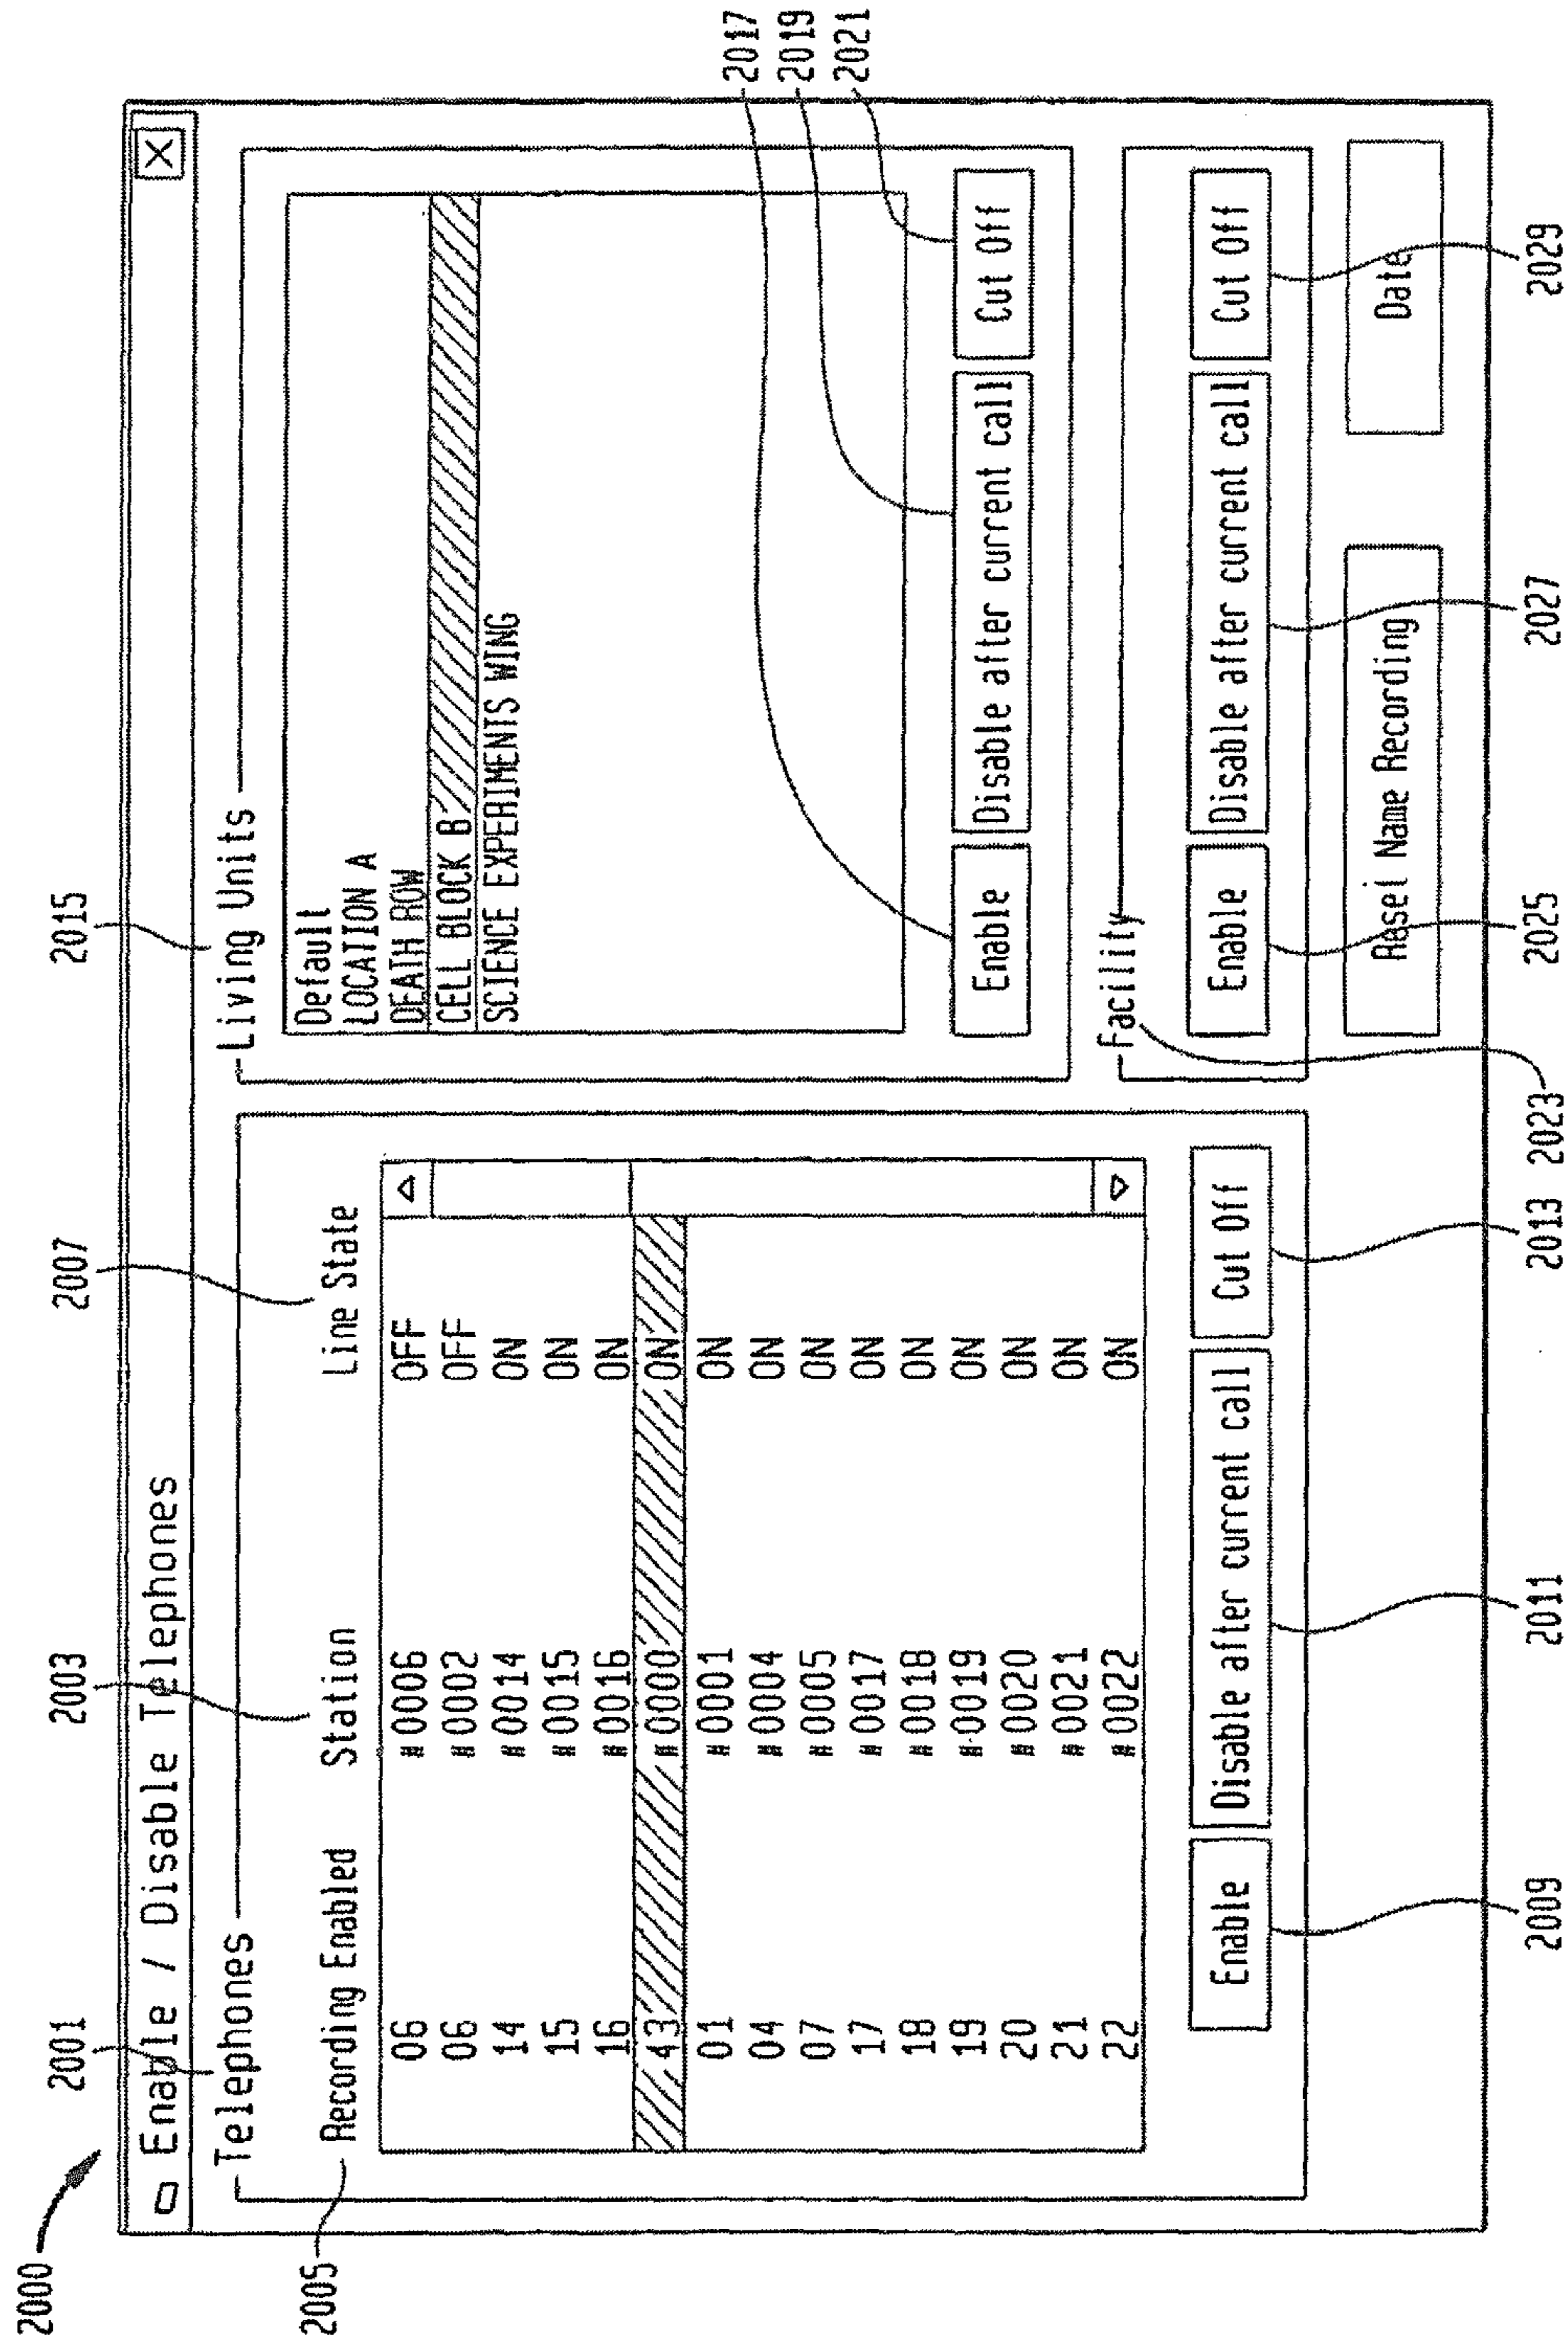 2000
2001
2003
2007
2015
Enable / Disable Telephones
X
Telephones
2005
Recording Enabled Station Line State
06 #0006 OFF
06 #0002 OFF
14 #0014 ON
15 #0015 ON
16 #0016 ON
43 #0000 ON
01 #0001 ON
04 #0004 ON
07 #0005 ON
17 #0017 ON
18 #0018 ON
19 #0019 ON
20 #0020 ON
21 #0021 ON
22 #0022 ON
Enable
Disable after current call
Cut Off
Living Units
Default
LOCATION A
DEATH ROW
CELL BLOCK B
SCIENCE EXPERIMENTS WING
2017
2019
2021
Enable
Disable after current call
Cut Off
Facility
Enable
Disable after current call
Cut Off
Reset Name Recording
Date
2009
2011
2013
2023
2025
2027
2029